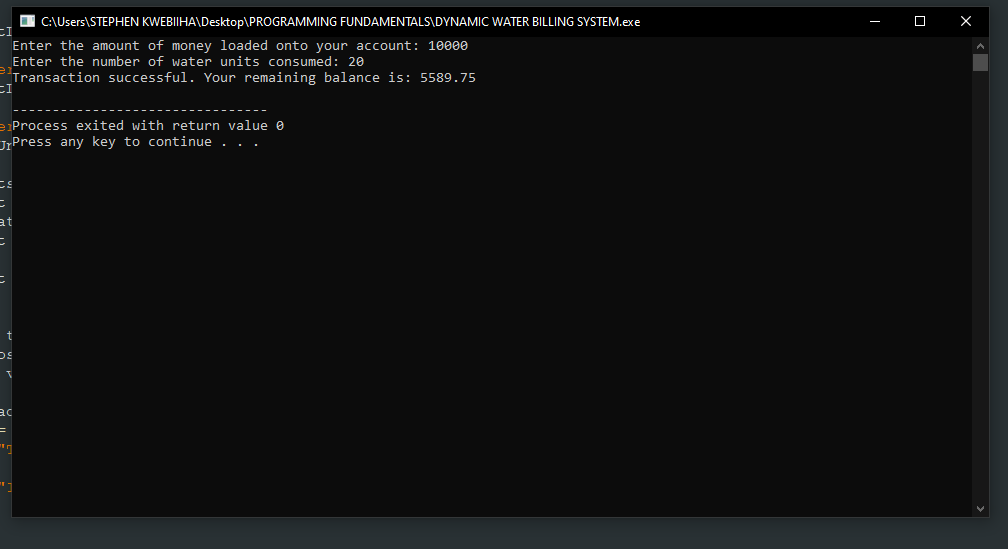 C:\Users\STEPHEN KWEBIIHA\Desktop\PROGRAMMING FUNDAMENTALS\DYNAMIC WATER BILLING SYSTEM.exe
Enter the amount of money loaded onto your account: 10000
Enter the number of water units consumed: 20
Transaction successful. Your remaining balance is: 5589.75
--------------------------------
Process exited with return value 0
Press any key to continue . . .